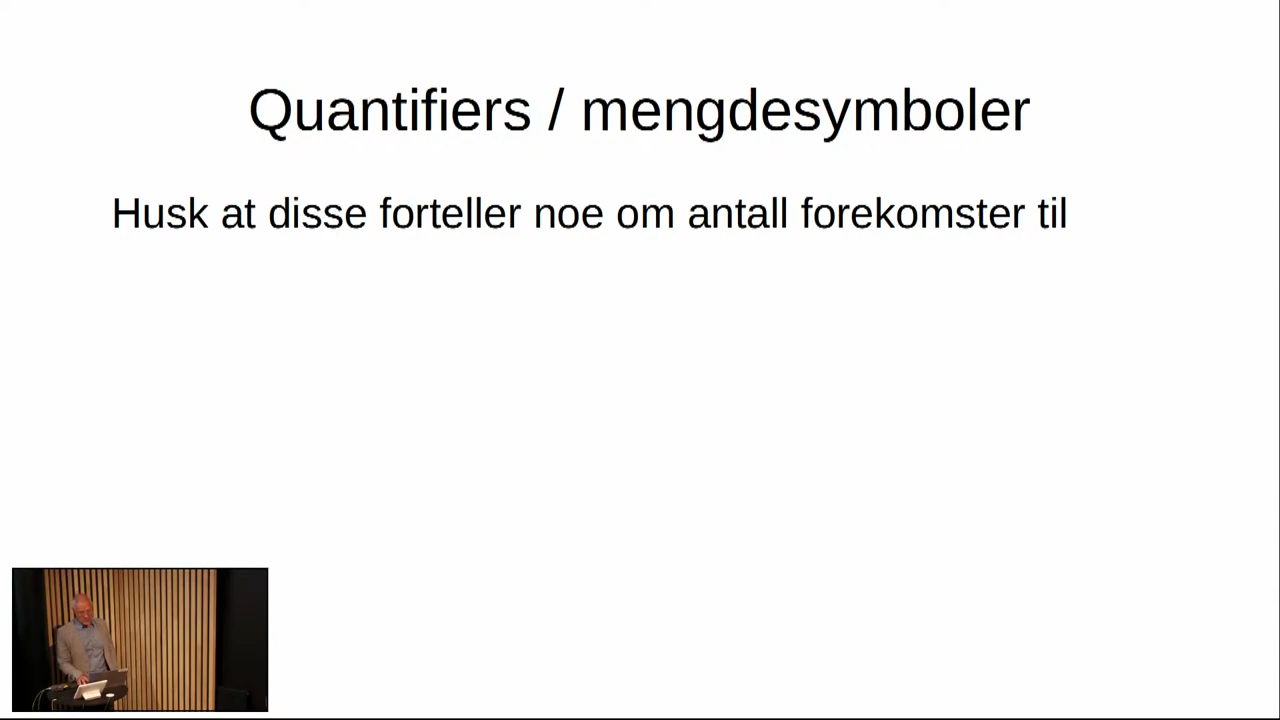 Quantifiers / mengdesymboler
Husk at disse forteller noe om antall forekomster til